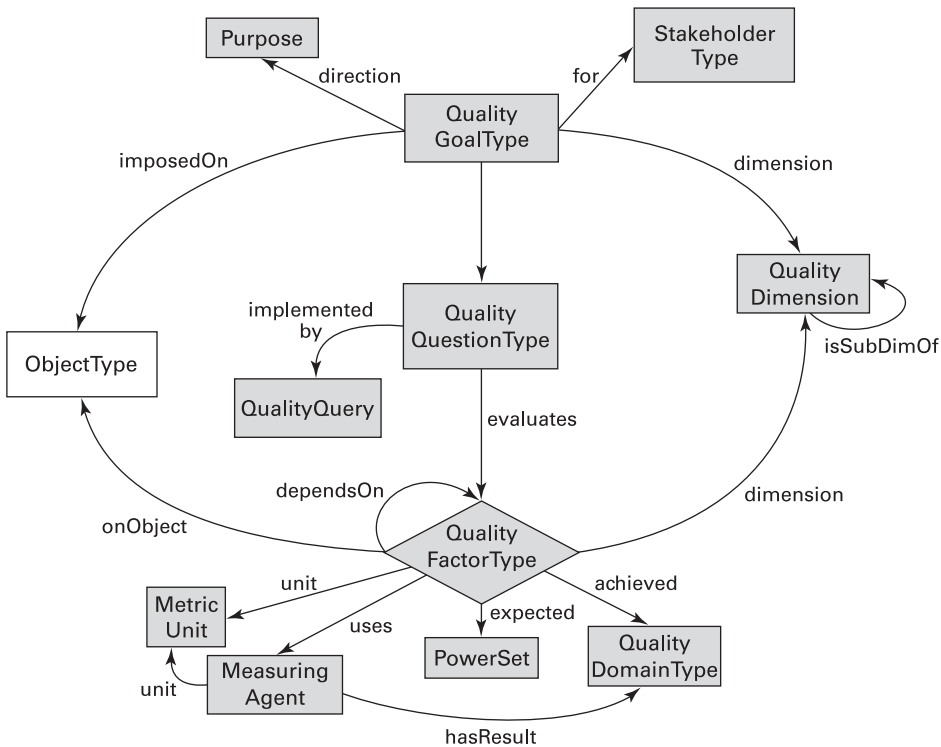 Purpose
Stakeholder
Type
direction
for
Quality
GoalType
imposedOn
dimension
Quality
Dimension
isSubDimOf
implemented
by
Quality
QuestionType
ObjectType
QualityQuery
evaluates
dependsOn
dimension
onObject
Quality
FactorType
unit
achieved
Metric
Unit
uses
expected
Quality
DomainType
PowerSet
Measuring
Agent
unit
hasResult